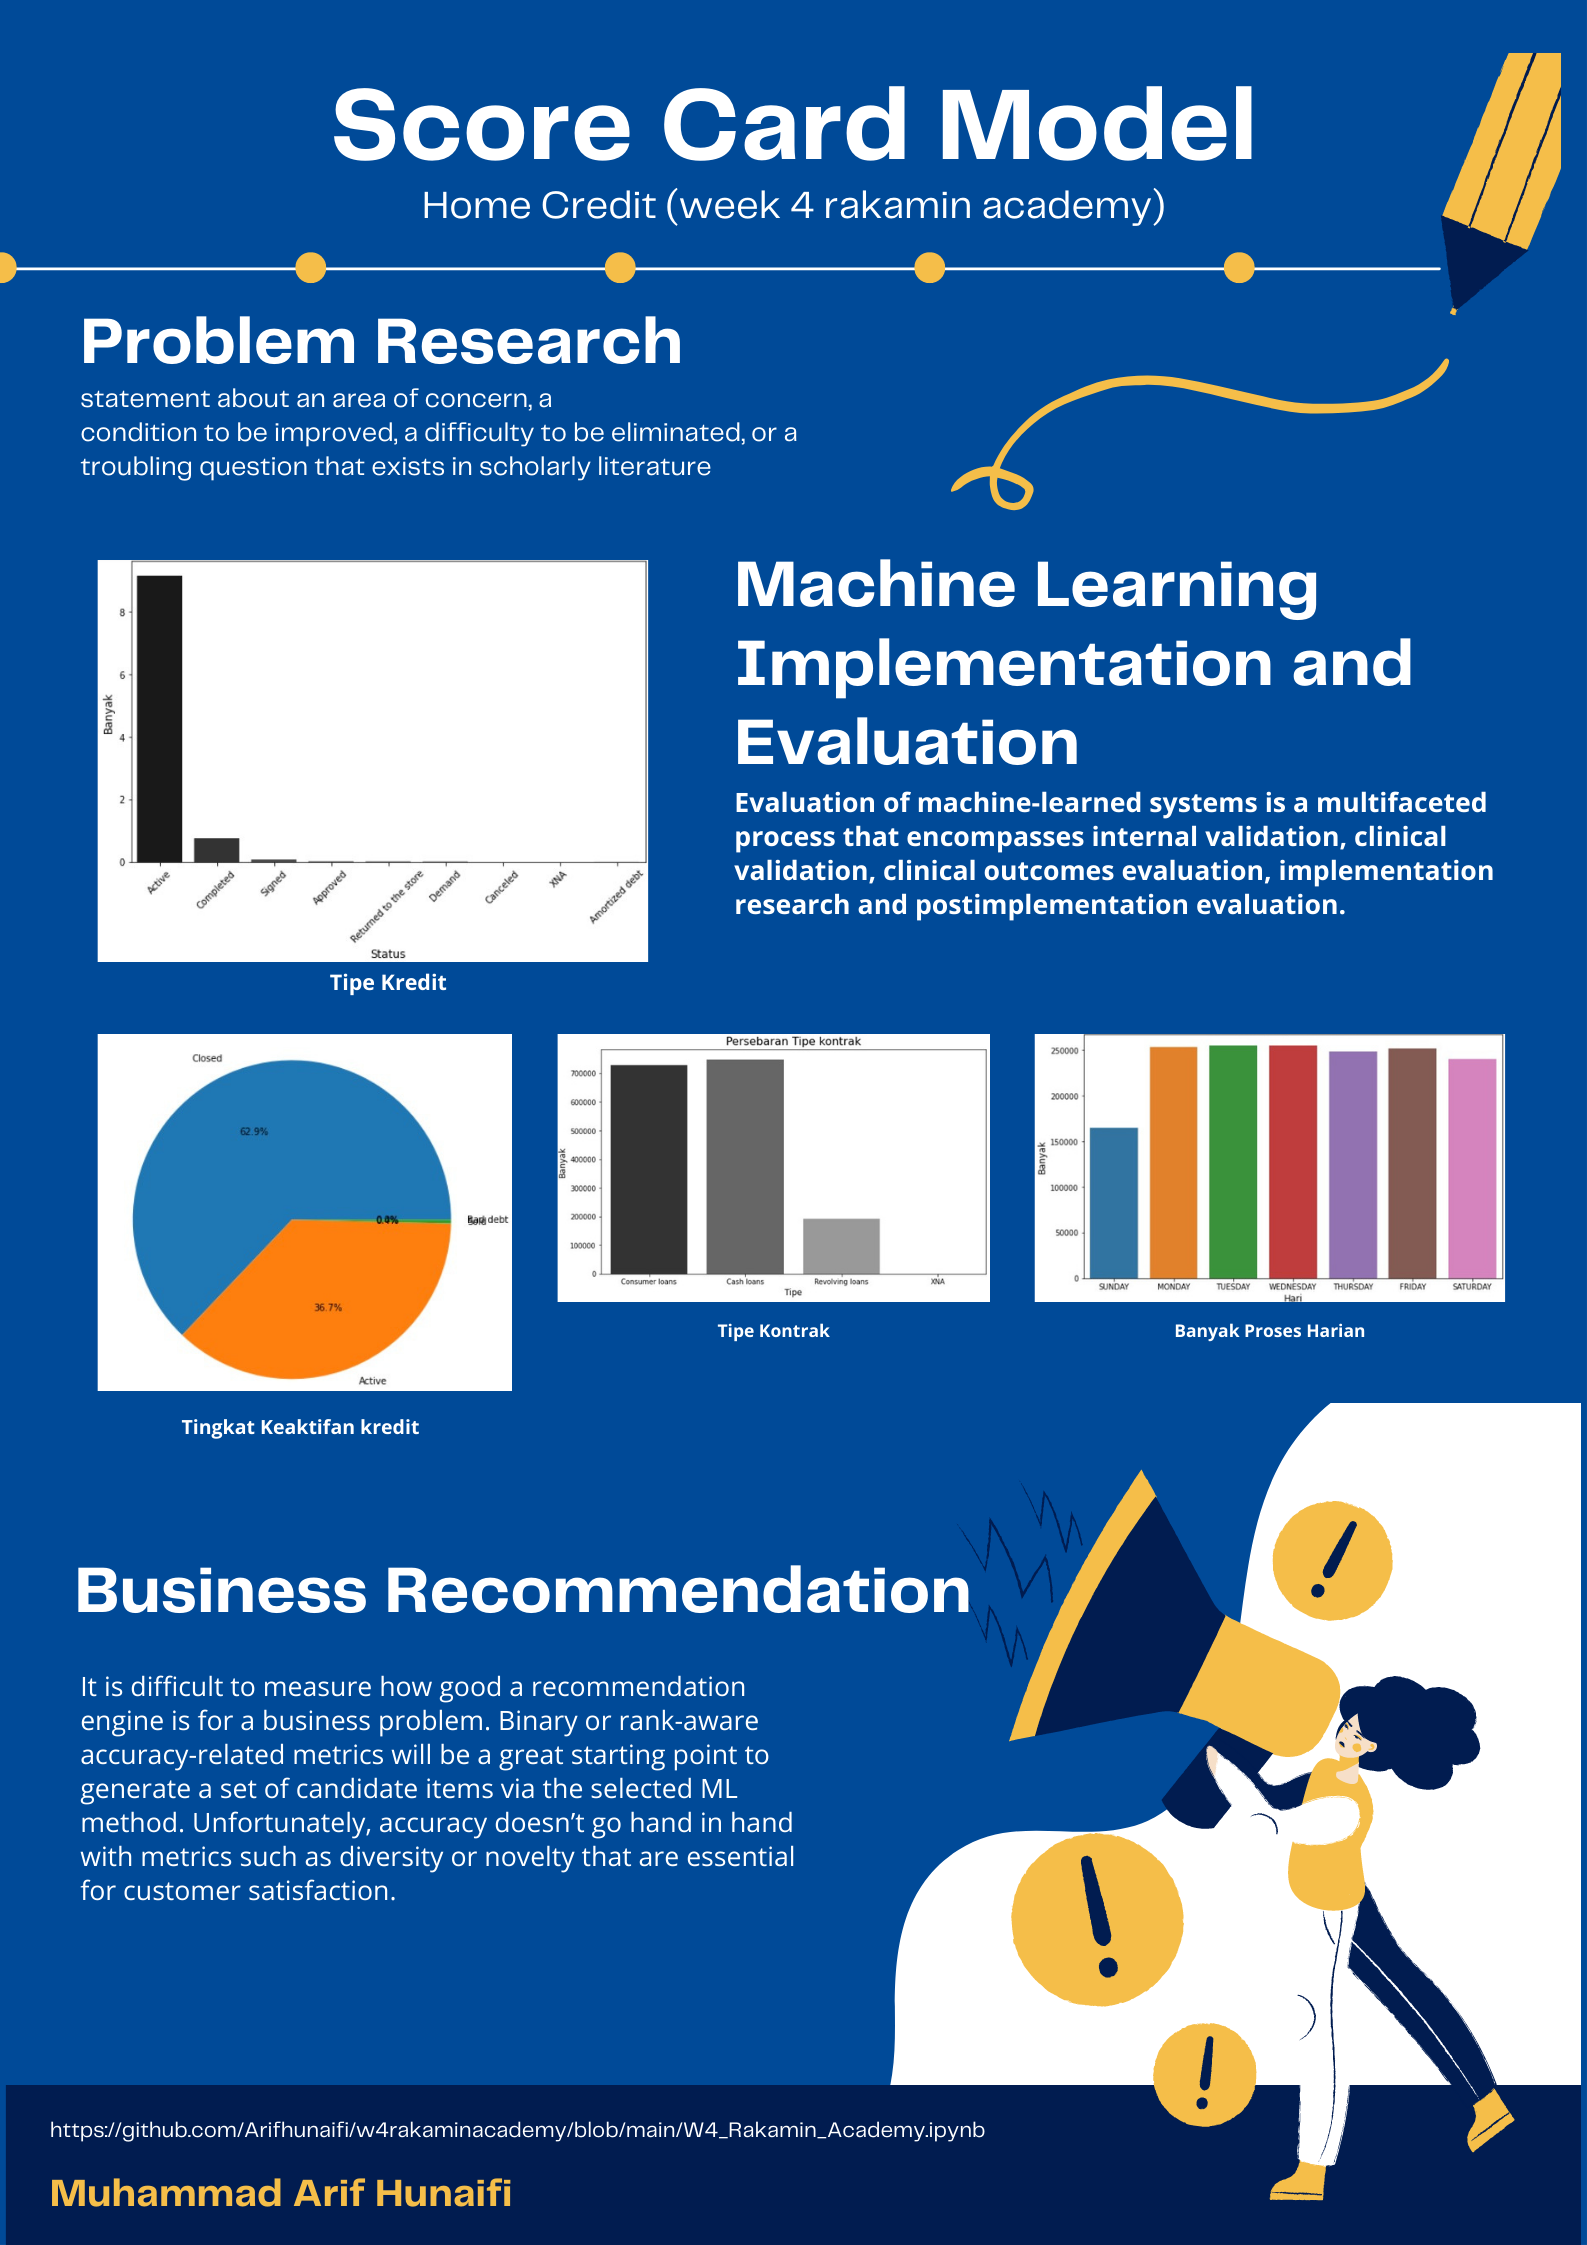 Score Card Model
Home Credit (week 4 rakamin academy)
Problem Research
statement about an area of concern, a
condition to be improved, a difficulty to be eliminated, or a
troubling question that exists in scholarly literature
8
6
4
2
0
Banyak
Active
Completed
Signed
Approved
Returned to the store
Demand
Canceled
XNA
Amortized debt
Status
Tipe Kredit
Machine Learning
Implementation and
Evaluation
Evaluation of machine-learned systems is a multifaceted
process that encompasses internal validation, clinical
validation, clinical outcomes evaluation, implementation
research and postimplementation evaluation.
Closed
62.9%
Bad debt
36.7%
Active
Tingkat Keaktifan kredit
Persebaran Tipe kontrak
700000
600000
500000
400000
300000
200000
100000
0
Banyak
Consumer loans
Cash loans
Revolving loans
XNA
Tipe
Tipe Kontrak
250000
200000
150000
100000
50000
0
Banyak
SUNDAY
MONDAY
TUESDAY
WEDNESDAY
THURSDAY
FRIDAY
SATURDAY
Hari
Banyak Proses Harian
Business Recommendation
It is difficult to measure how good a recommendation
engine is for a business problem. Binary or rank-aware
accuracy-related metrics will be a great starting point to
generate a set of candidate items via the selected ML
method. Unfortunately, accuracy doesn’t go hand in hand
with metrics such as diversity or novelty that are essential
for customer satisfaction.
!
!
!
https://github.com/Arifhunaifi/w4rakaminacademy/blob/main/W4_Rakamin_Academy.ipynb
Muhammad Arif Hunaifi